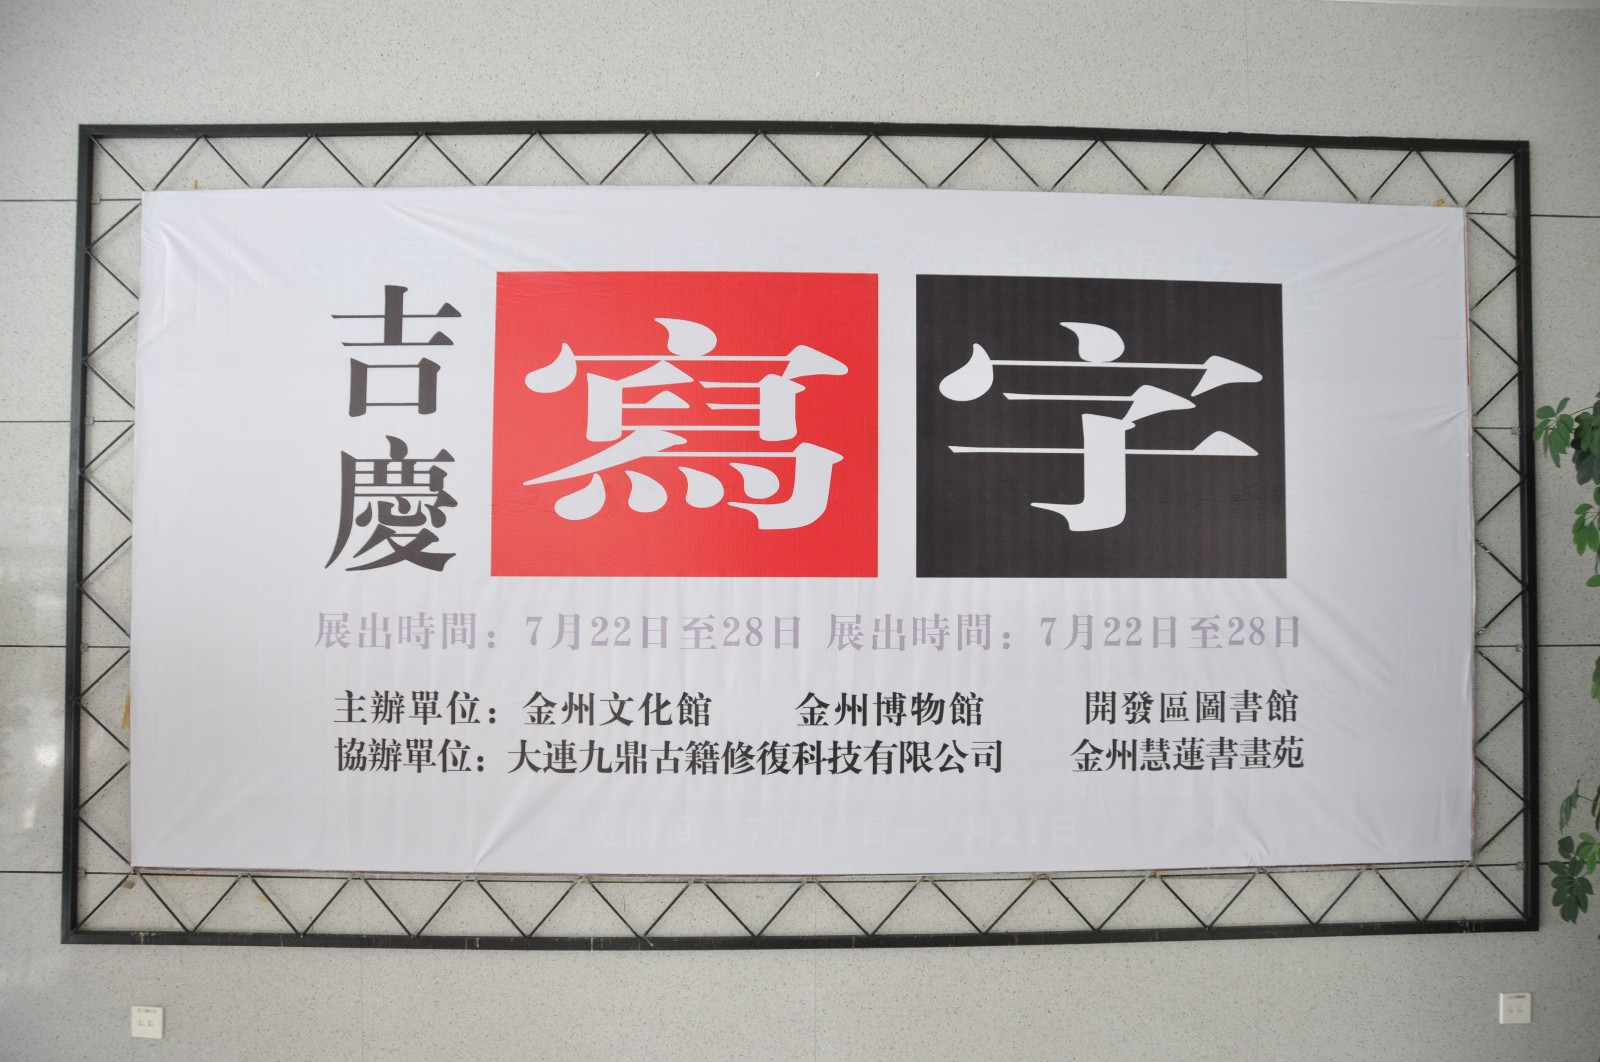 吉慶
寫字
展出時間：7月22日至28日 展出時間：7月22日至28日
主辦單位：金州文化館 金州博物館 開發區圖書館
協辦單位：大連九鼎古籍修復科技有限公司 金州慧蓮書畫苑